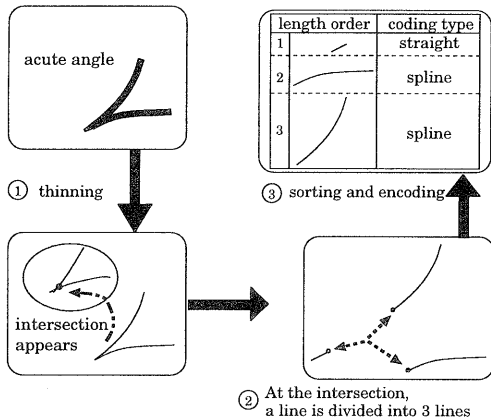 acute angle
① thinning
intersection
appears
② At the intersection,
a line is divided into 3 lines
③ sorting and encoding
length order coding type
1 straight
2 spline
3 spline